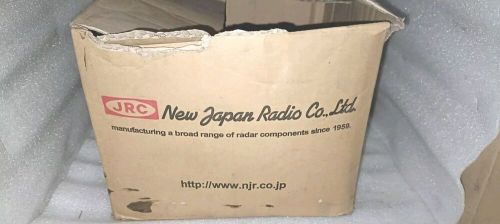 JRC New Japan Radio Co., Ltd.
manufacturing a broad range of radar components since 1959.
http://www.njr.co.jp